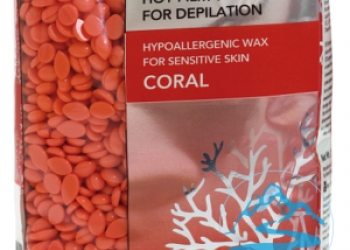 FOR DEPILATION
HYPOALLERGENIC WAX
FOR SENSITIVE SKIN
CORAL